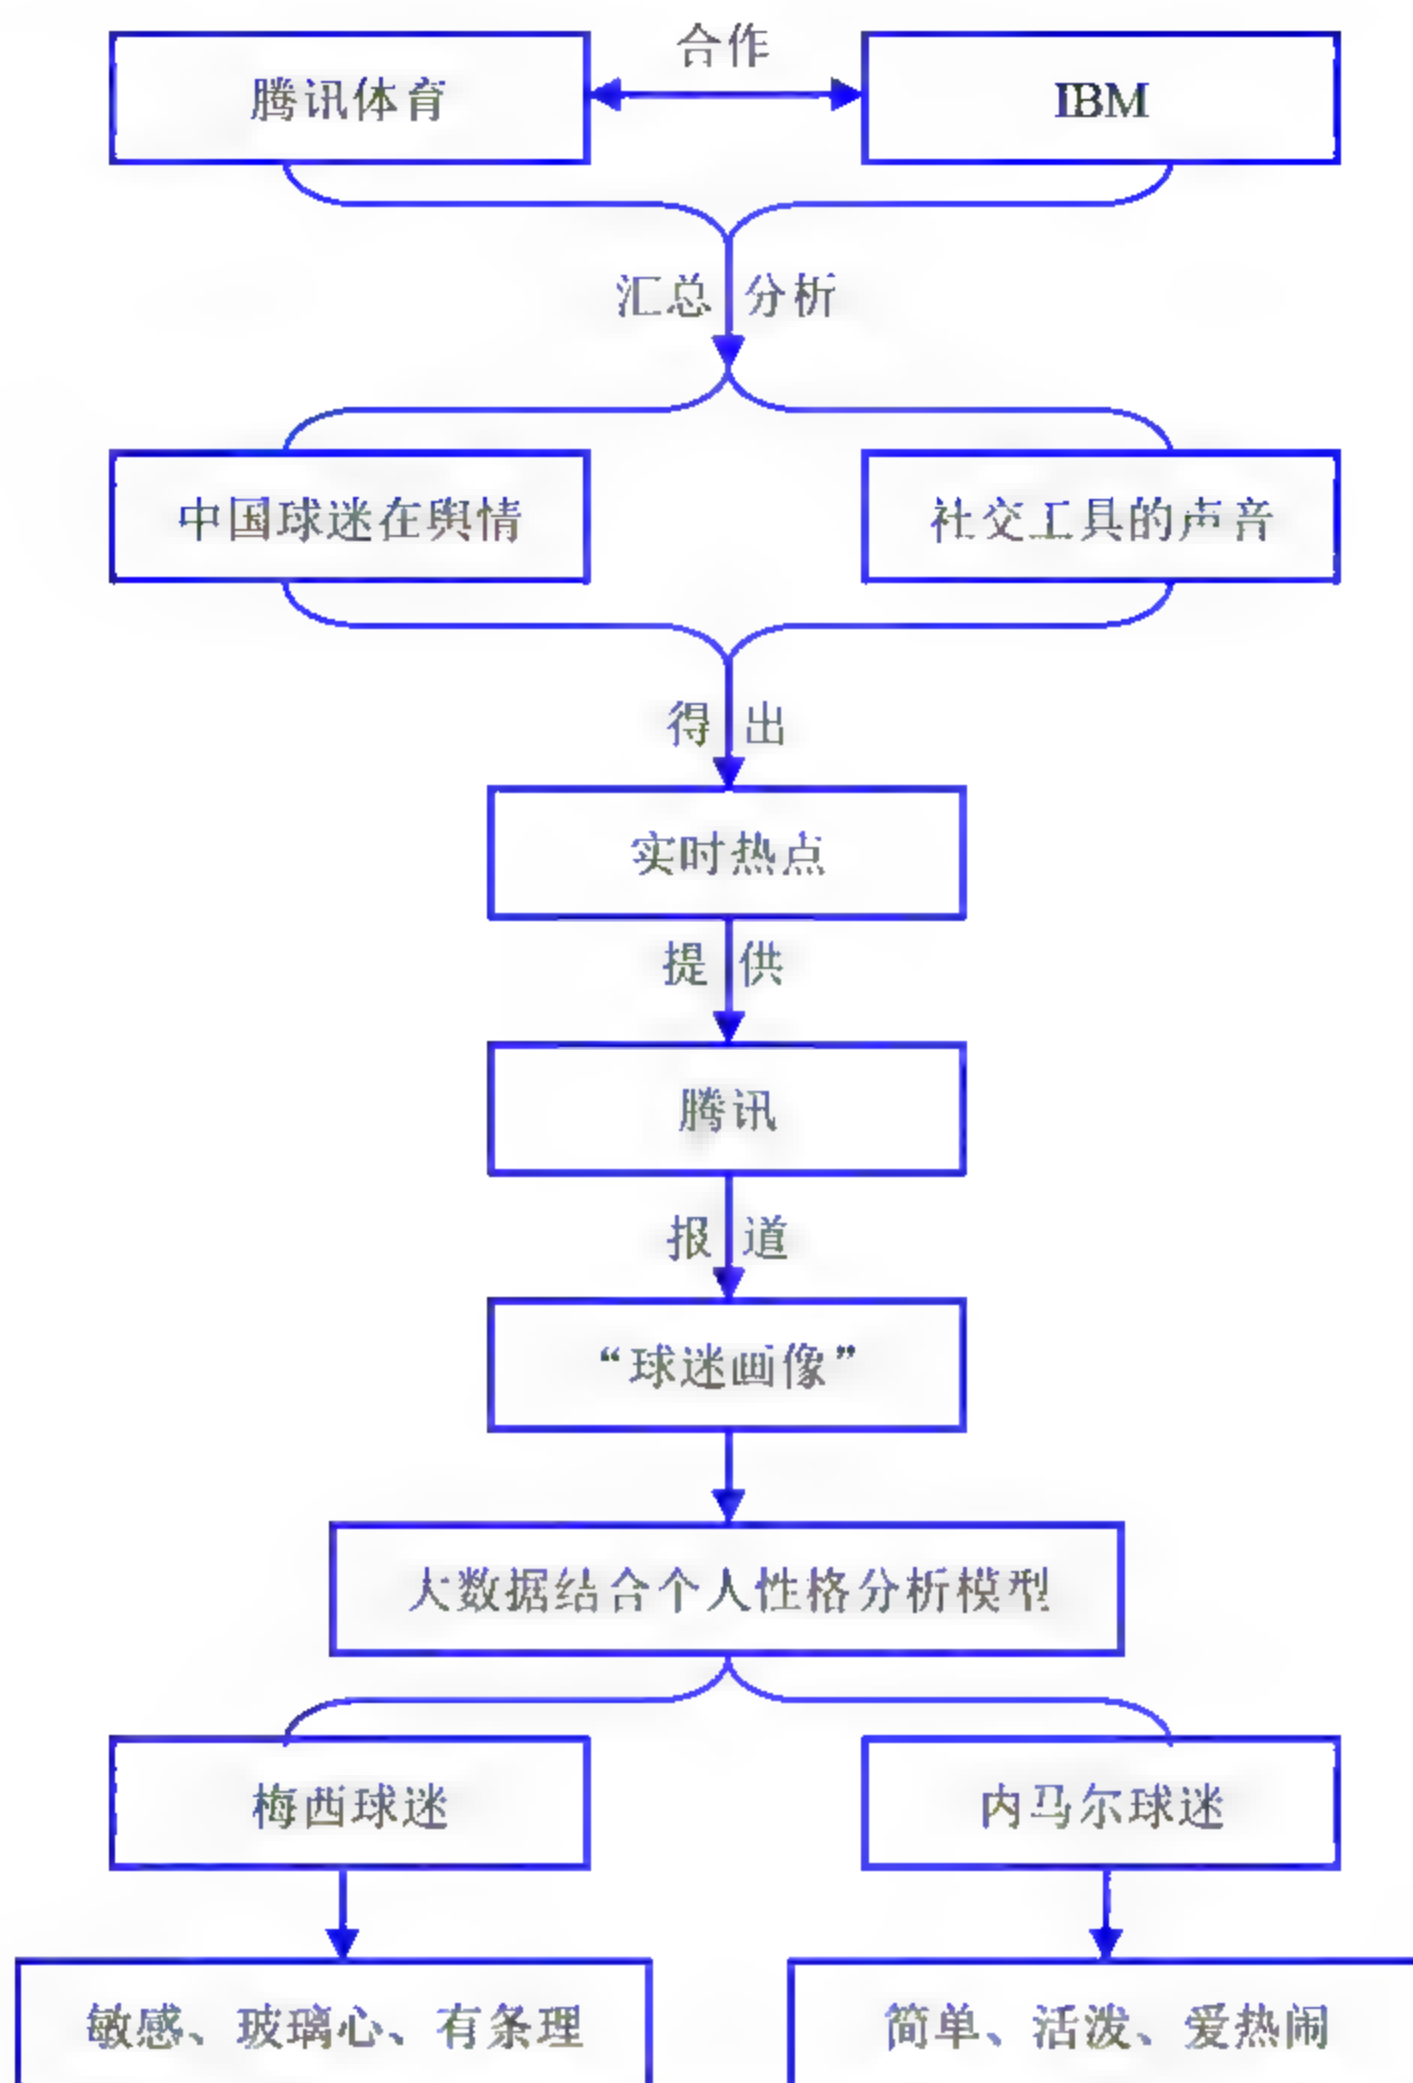 合作
腾讯体育
IBM
汇总 分析
中国球迷在舆情
社交工具的声音
得 出
实时热点
提 供
腾讯
报 道
“球迷画像”
大数据结合个人性格分析模型
梅西球迷
内马尔球迷
敏感、玻璃心、有条理
简单、活泼、爱热闹